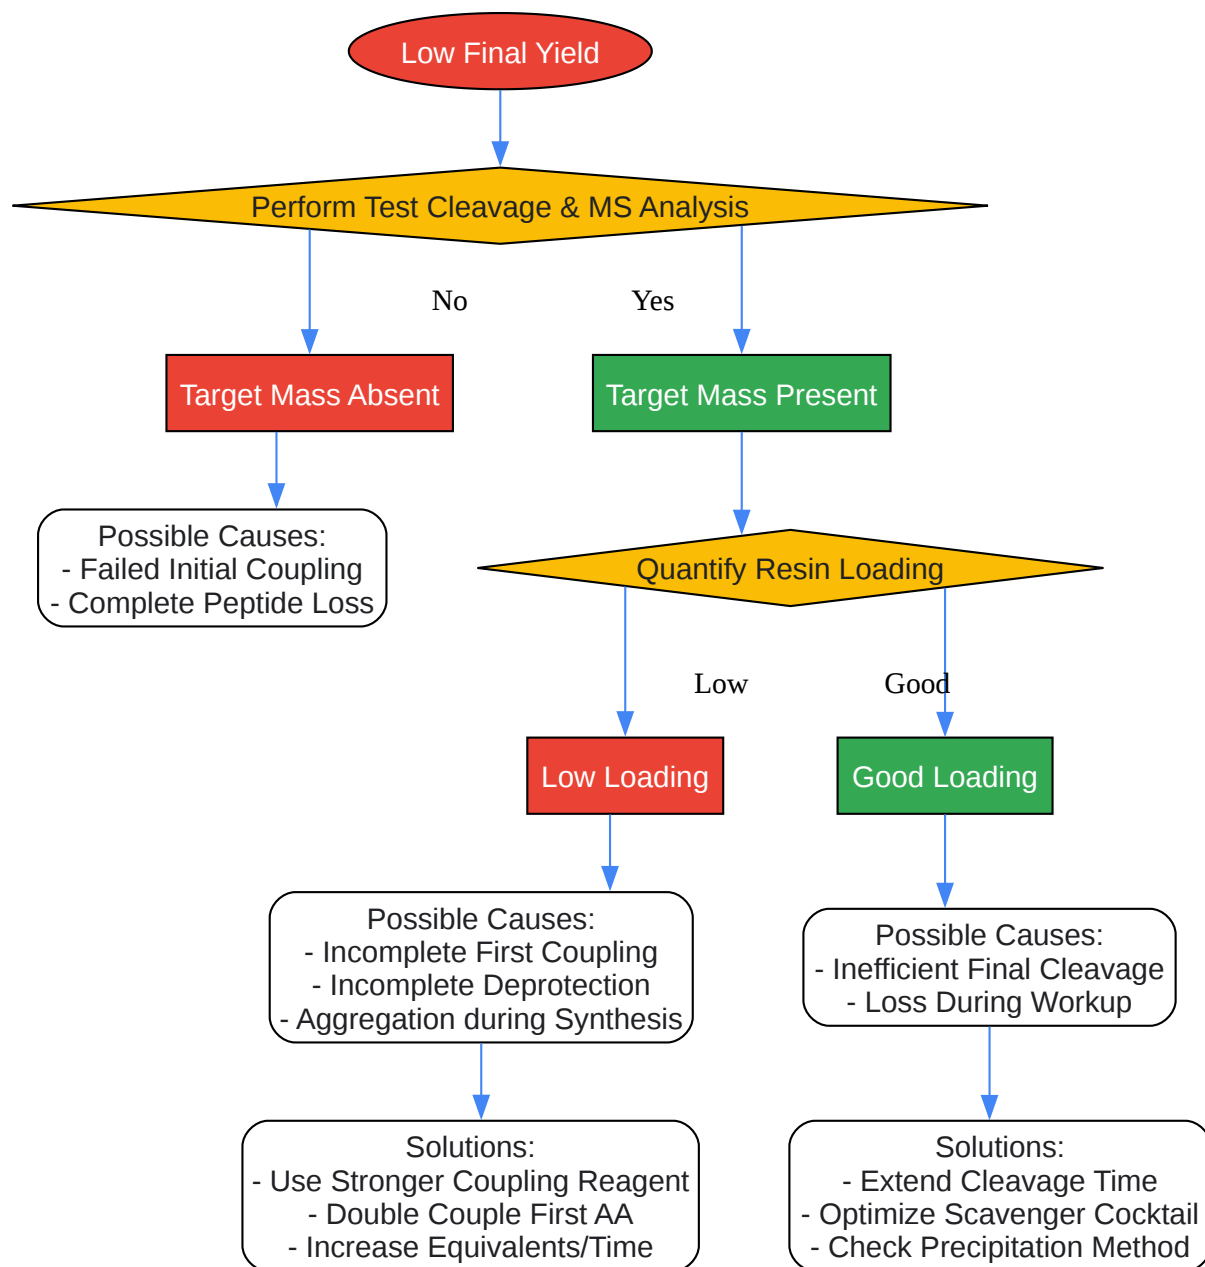 Low Final Yield
Perform Test Cleavage & MS Analysis
No
Yes
Target Mass Absent
Target Mass Present
Possible Causes:
- Failed Initial Coupling
- Complete Peptide Loss
Quantify Resin Loading
Low
Good
Low Loading
Good Loading
Possible Causes:
- Incomplete First Coupling
- Incomplete Deprotection
- Aggregation during Synthesis
Possible Causes:
- Inefficient Final Cleavage
- Loss During Workup
Solutions:
- Use Stronger Coupling Reagent
- Double Couple First AA
- Increase Equivalents/Time
Solutions:
- Extend Cleavage Time
- Optimize Scavenger Cocktail
- Check Precipitation Method